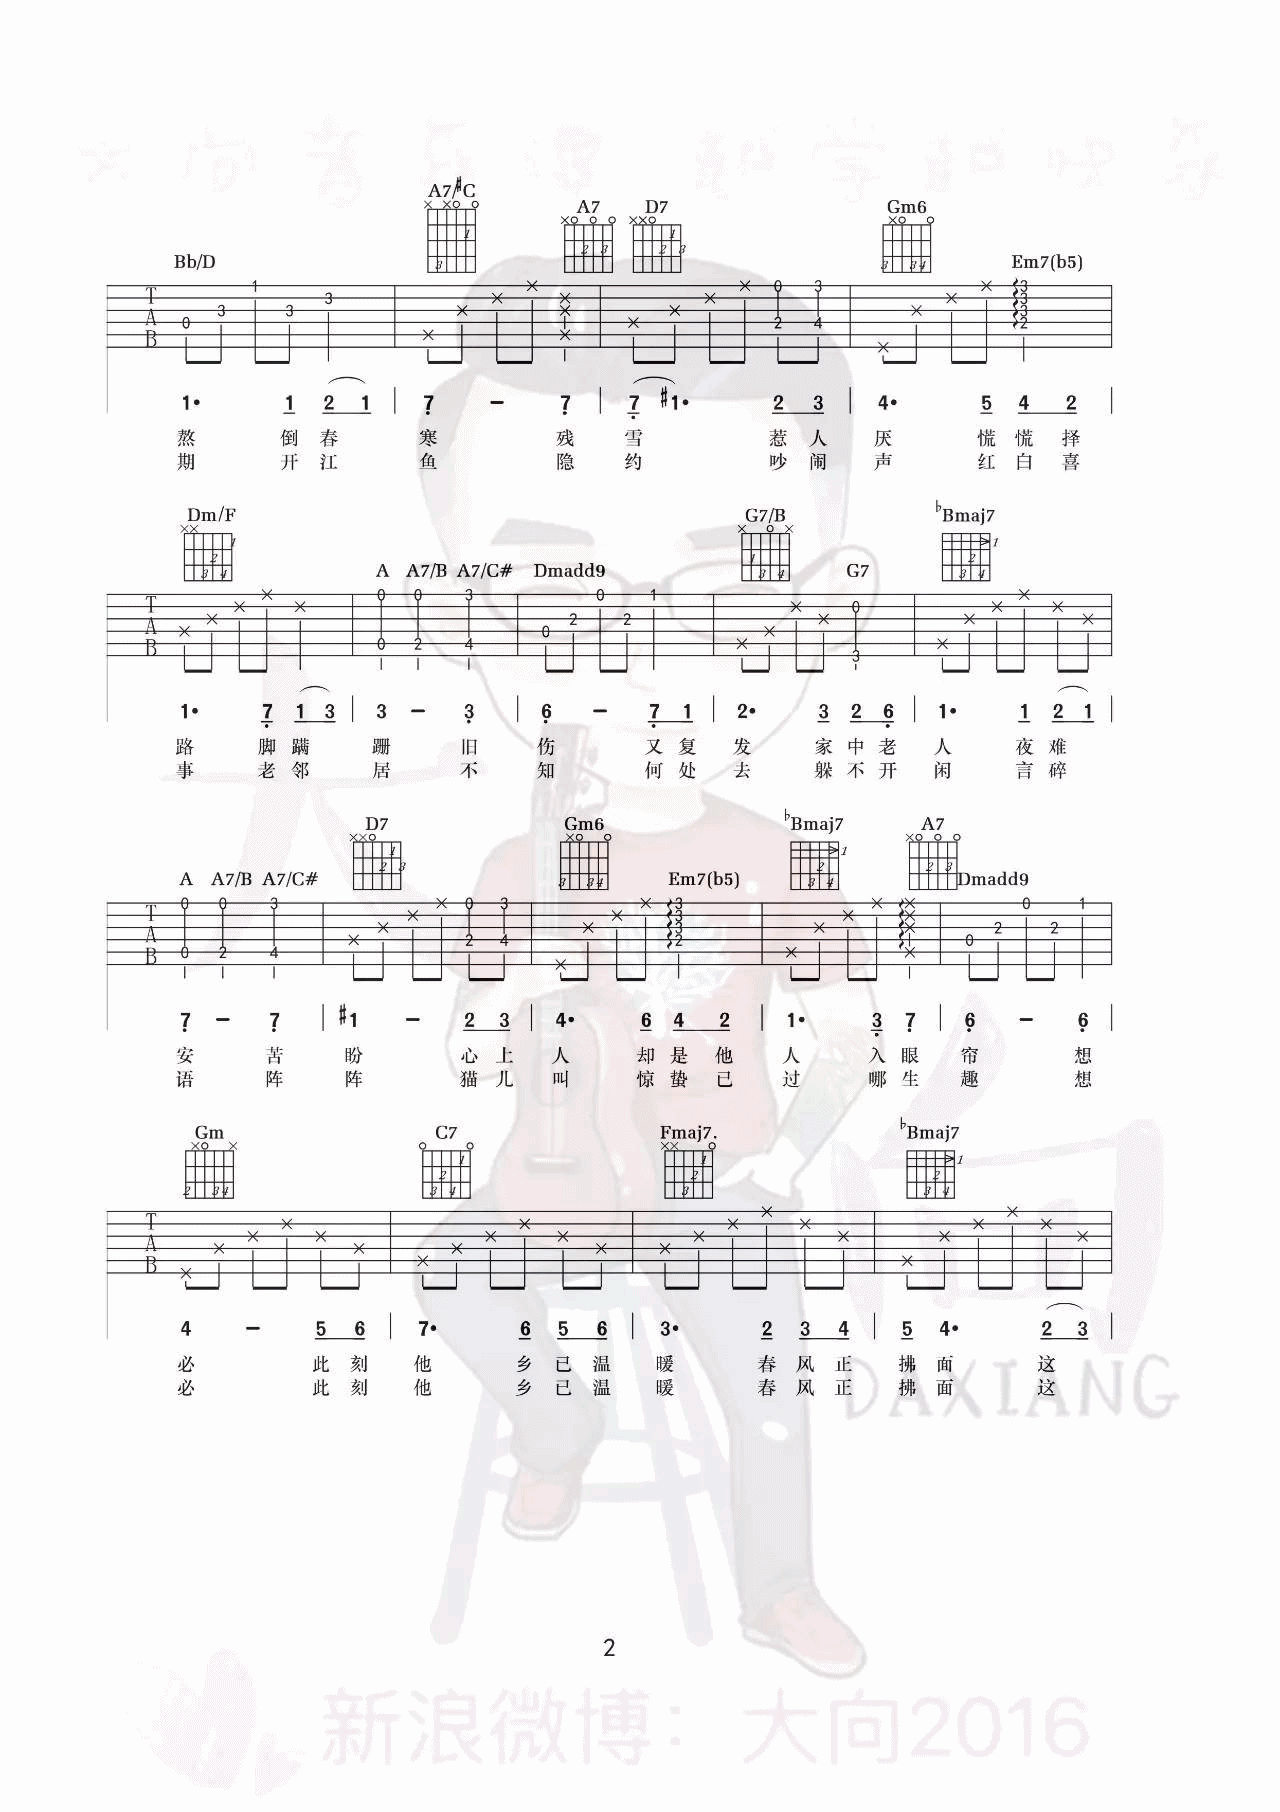 A7/♯C
A7 D7 Gm6
Bb/D Em7(b5)
1• 1 2 1 7 – 7 7 ♯1• 2 3 4• 5 4 2
熬 倒 春 寒 残 雪 惹 人 厌 慌 慌 择
期 开 江 鱼 隐 约 吵 闹 声 红 白 喜
Dm/F G7/B ♭Bmaj7
A A7/B A7/C# Dmadd9 G7
1• 7 1 3 3 – 3 6 – 7 1 2• 3 2 6 1• 1 2 1
路 脚 蹒 跚 旧 伤 又 复 发 家 中 老 人 夜 难
事 老 邻 居 不 知 何 处 去 躲 不 开 闲 言 碎
D7 Gm6 ♭Bmaj7 A7
A A7/B A7/C# Em7(b5) Dmadd9
7 – 7 ♯1 – 2 3 4• 6 4 2 1• 3 7 6 – 6
安 苦 盼 心 上 人 却 是 他 人 入 眼 帘 想
语 阵 阵 猫 儿 叫 惊 蛰 已 过 哪 生 趣 想
Gm C7 Fmaj7. ♭Bmaj7
4 – 5 6 7• 6 5 6 3• 2 3 4 5 4• 2 3
必 此 刻 他 乡 已 温 暖 春 风 正 拂 面 这
必 此 刻 他 乡 已 温 暖 春 风 正 拂 面 这
DAXIANG
2
新浪微博：大向2016